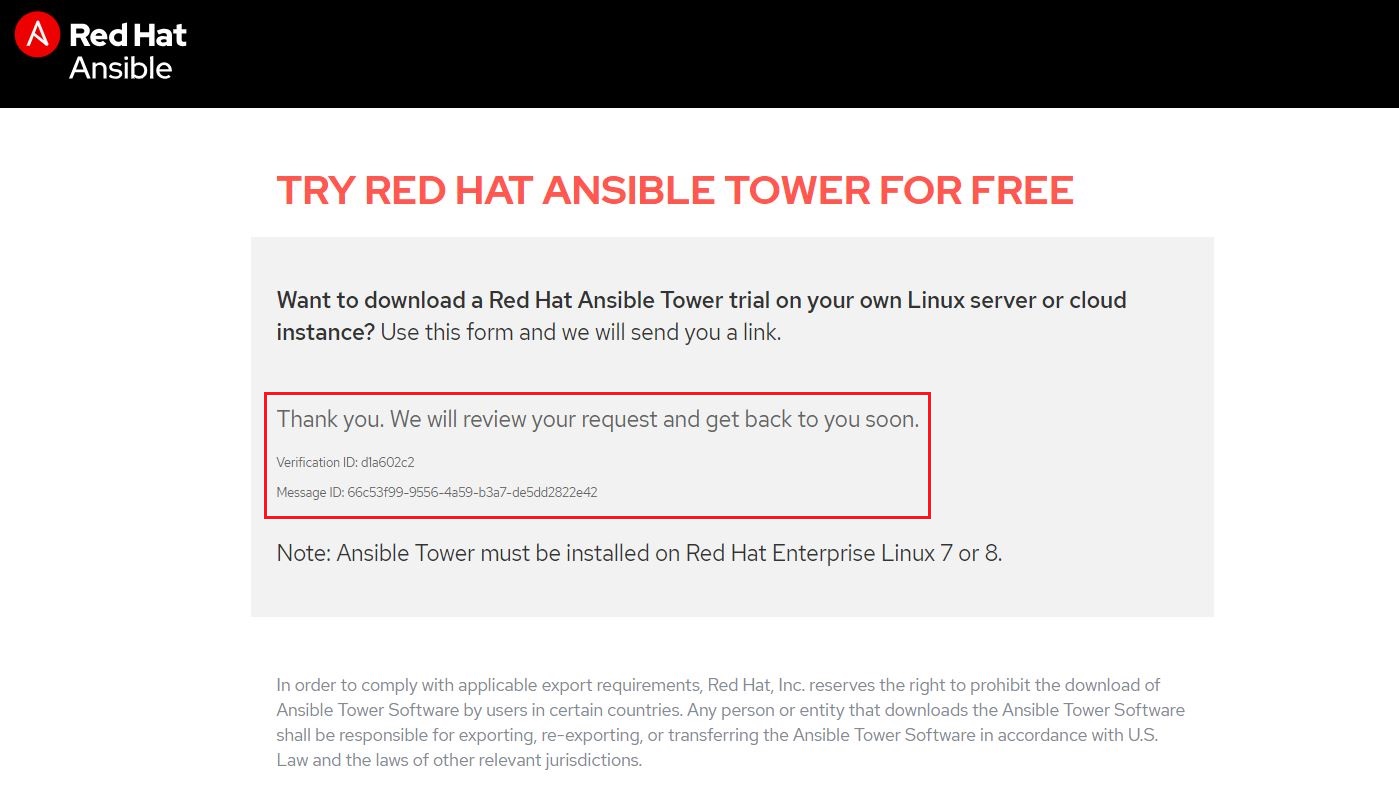 Red Hat
Ansible
TRY RED HAT ANSIBLE TOWER FOR FREE
Want to download a Red Hat Ansible Tower trial on your own Linux server or cloud
instance? Use this form and we will send you a link.
Thank you. We will review your request and get back to you soon.
Verification ID: d1a602c2
Message ID: 66c53f99-9556-4a59-b3a7-de5dd2822e42
Note: Ansible Tower must be installed on Red Hat Enterprise Linux 7 or 8.
In order to comply with applicable export requirements, Red Hat, Inc. reserves the right to prohibit the download of
Ansible Tower Software by users in certain countries. Any person or entity that downloads the Ansible Tower Software
shall be responsible for exporting, re-exporting, or transferring the Ansible Tower Software in accordance with U.S.
Law and the laws of other relevant jurisdictions.